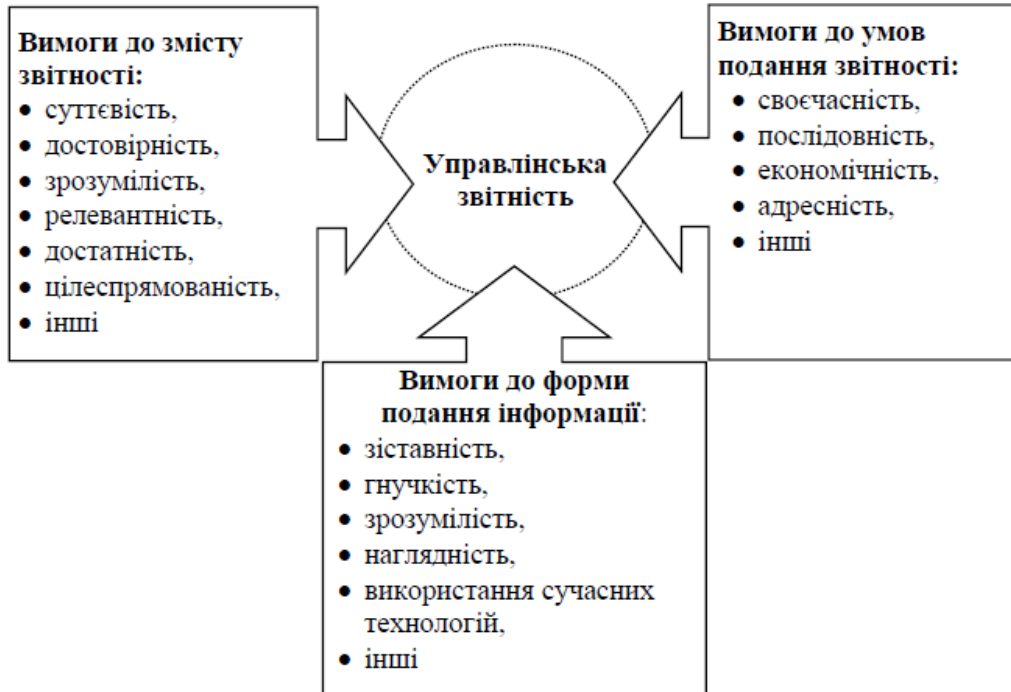 Вимоги до змісту
звітності:
• суттєвість,
• достовірність,
• зрозумілість,
• релевантність,
• достатність,
• цілеспрямованість,
• інші
Управлінська
звітність
Вимоги до умов
подання звітності:
• своєчасність,
• послідовність,
• економічність,
• адресність,
• інші
Вимоги до форми
подання інформації:
• зіставність,
• гнучкість,
• зрозумілість,
• наглядність,
• використання сучасних
технологій,
• інші